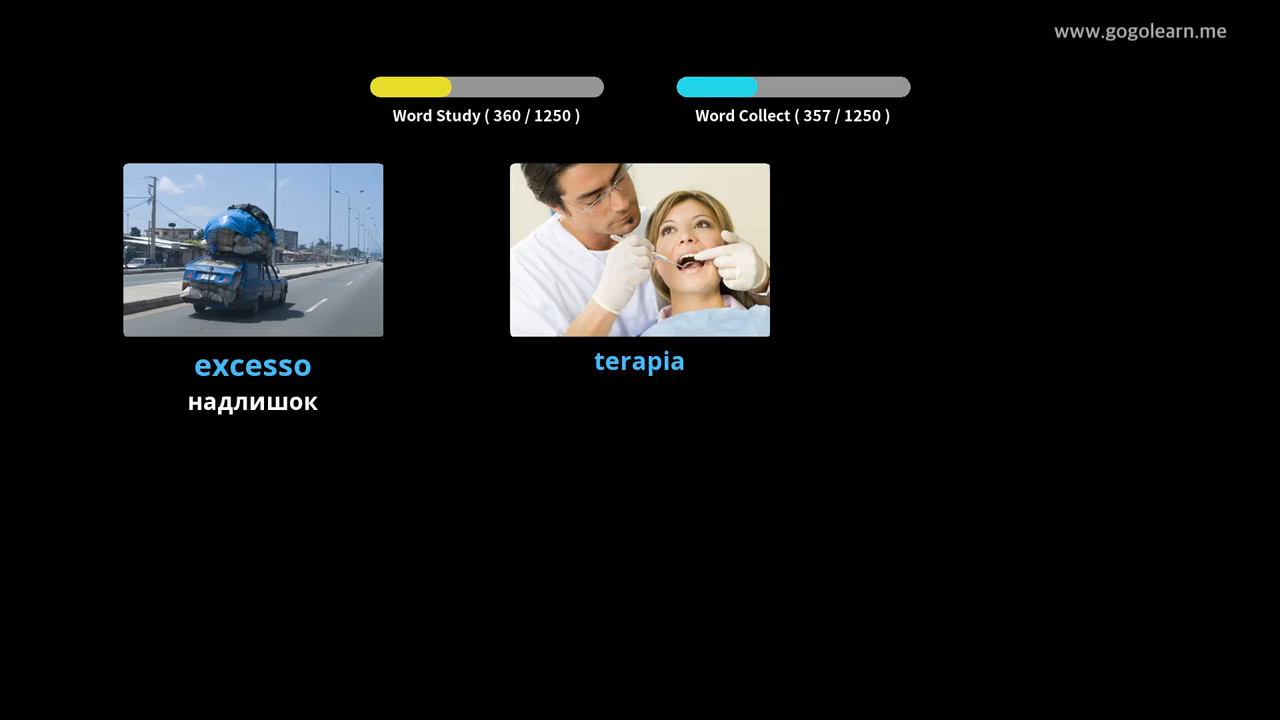 www.gogolearn.me
Word Study ( 360 / 1250 )
Word Collect ( 357 / 1250 )
excesso
надлишок
terapia